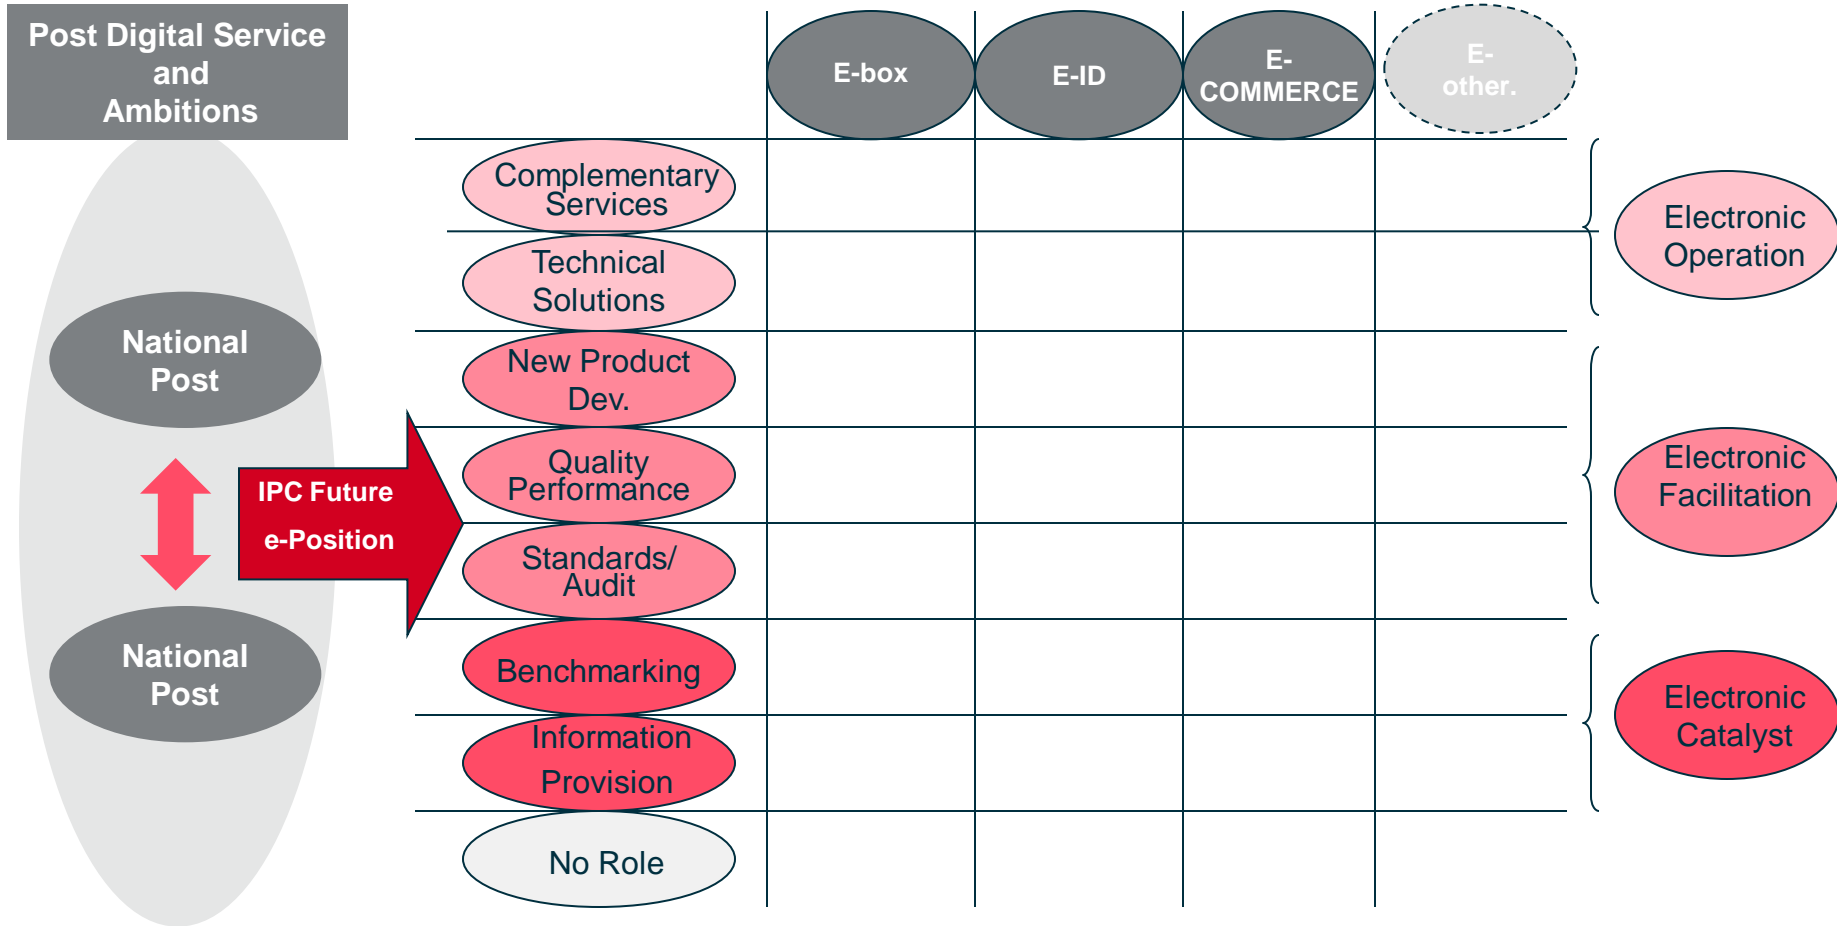 Post Digital Service
and
Ambitions
E-box
E-ID
E-
COMMERCE
E-
other.
National
Post
IPC Future
e-Position
National
Post
Complementary
Services
Technical
Solutions
New Product
Dev.
Quality
Performance
Standards/
Audit
Benchmarking
Information
Provision
No Role
Electronic
Operation
Electronic
Facilitation
Electronic
Catalyst